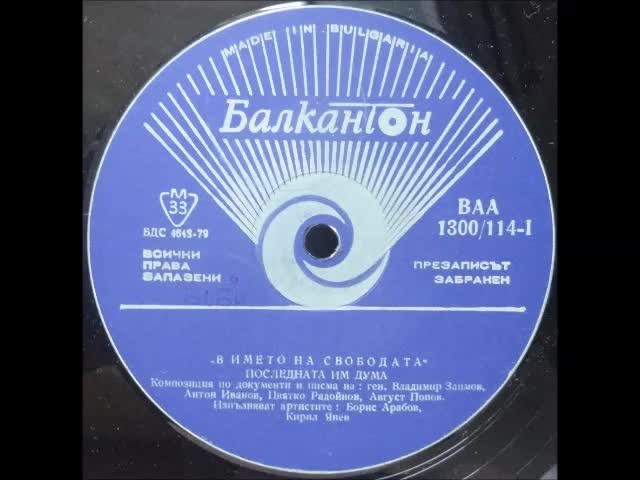 MADE IN BULGARIA
Балкантон
М
33
БДС 4642-79
ВАА
1300/114-I
ВСИЧКИ
ПРАВА
ЗАПАЗЕНИ
ПРЕЗАПИСЪТ
ЗАБРАНЕН
„В ИМЕТО НА СВОБОДАТА"
ПОСЛЕДНАТА ИМ ДУМА
Композиция по документи и писма на : ген. Владимир Заимов,
Антон Иванов, Цвятко Радойнов, Август Попов.
Изпълняват артистите : Борис Арабов,
Кирил Янев